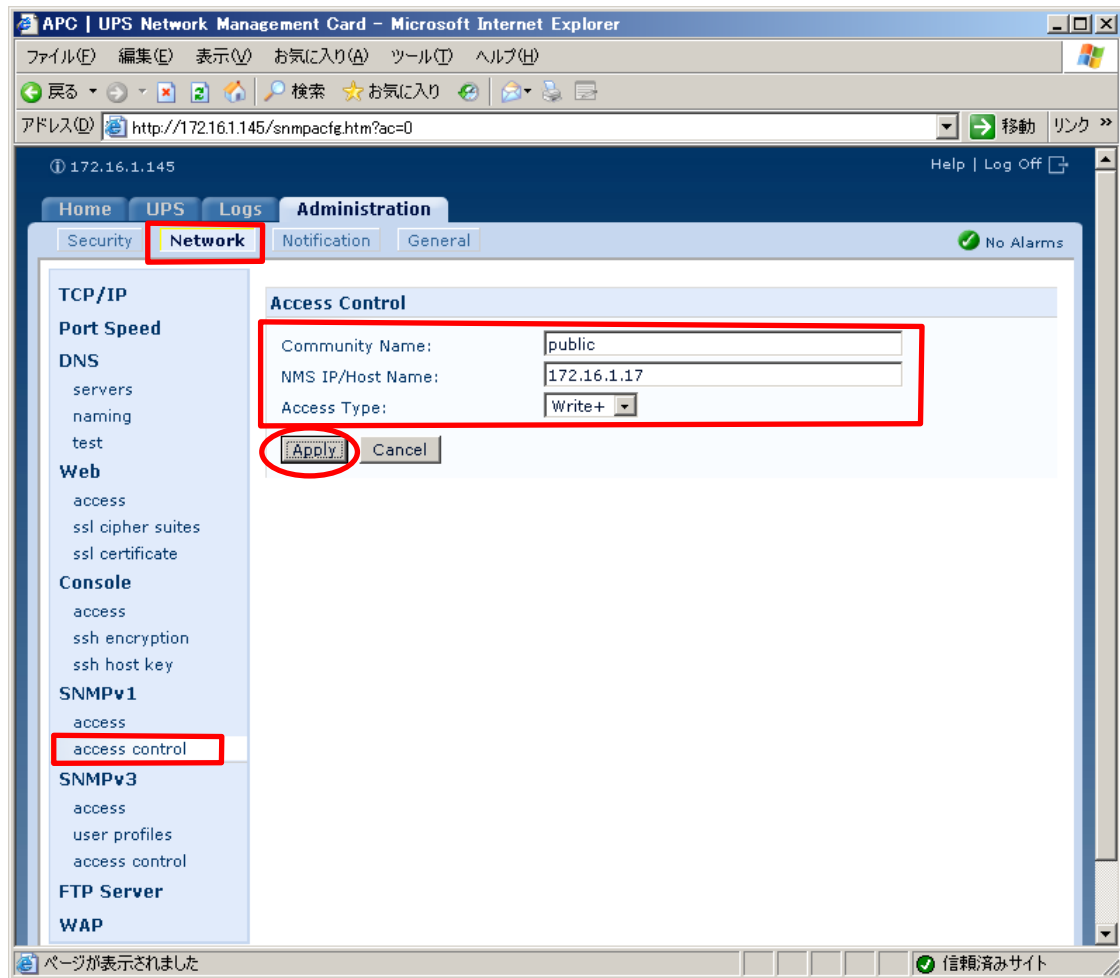 APC | UPS Network Management Card - Microsoft Internet Explorer
ファイル(F) 編集(E) 表示(V) お気に入り(A) ツール(T) ヘルプ(H)
戻る 検索 お気に入り
アドレス(D) http://172.16.1.145/snmpacfg.htm?ac=0 移動 リンク »
172.16.1.145 Help | Log Off
Home UPS Logs Administration
Security Network Notification General No Alarms
TCP/IP
Port Speed
DNS
servers
naming
test
Web
access
ssl cipher suites
ssl certificate
Console
access
ssh encryption
ssh host key
SNMPv1
access
access control
SNMPv3
access
user profiles
access control
FTP Server
WAP
Access Control
Community Name: public
NMS IP/Host Name: 172.16.1.17
Access Type: Write+
Apply Cancel
ページが表示されました 信頼済みサイト